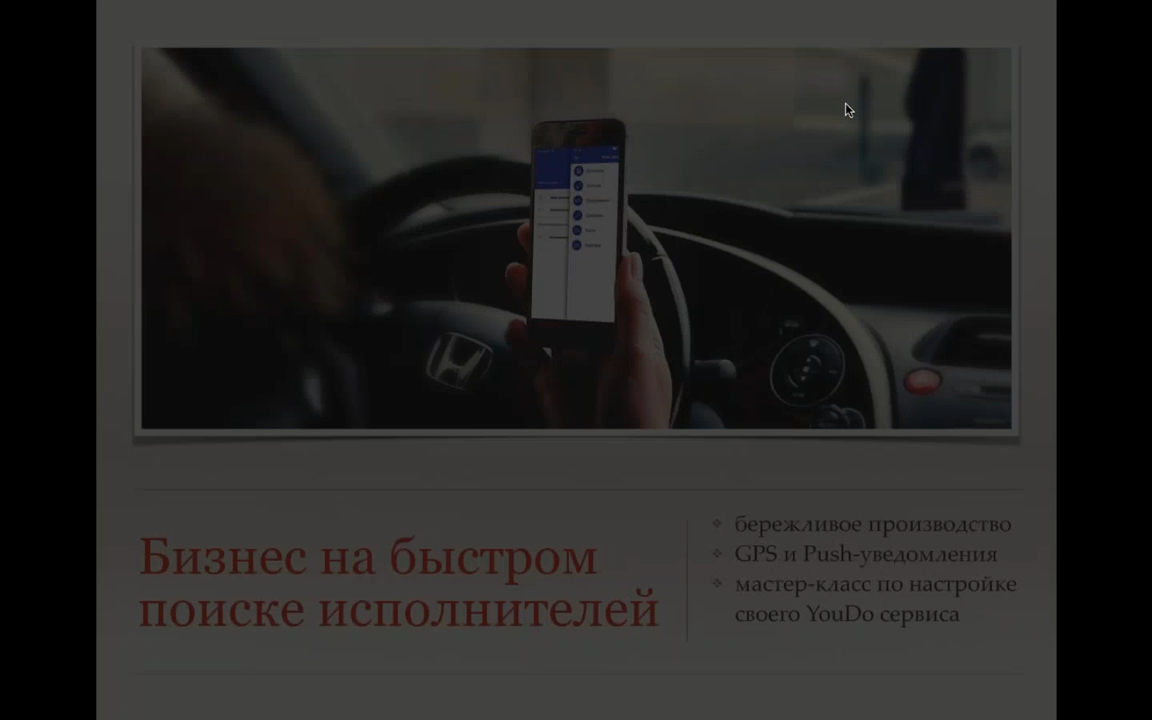 Бизнес на быстром
поиске исполнителей
бережливое производство
GPS и Push-уведомления
мастер-класс по настройке
своего YouDo сервиса